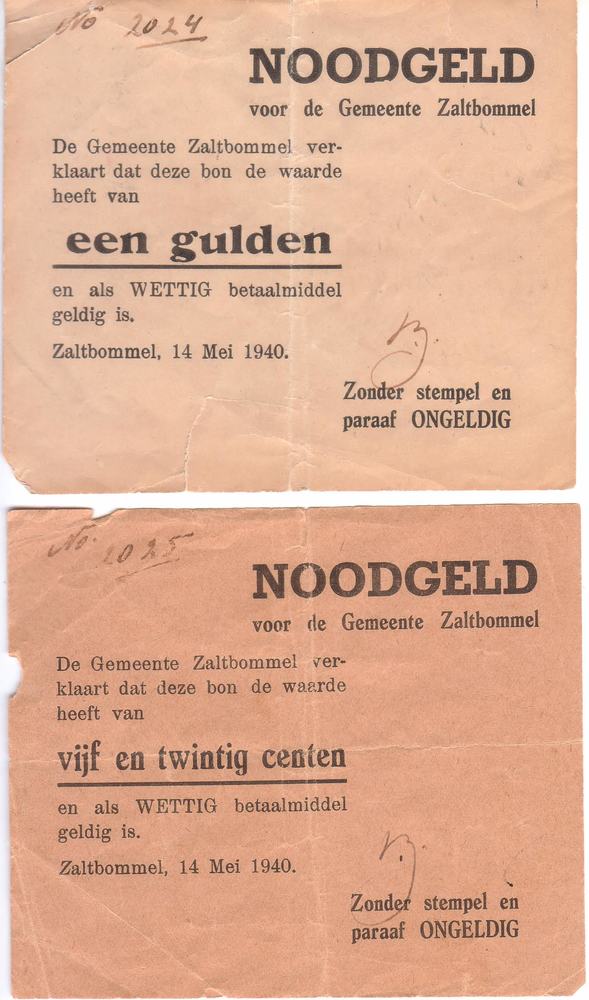 No 2024
NOODGELD
voor de Gemeente Zaltbommel
De Gemeente Zaltbommel ver-
klaart dat deze bon de waarde
heeft van
een gulden
en als WETTIG betaalmiddel
geldig is.
Zaltbommel, 14 Mei 1940.
Zonder stempel en
paraaf ONGELDIG
No. 2025
NOODGELD
voor de Gemeente Zaltbommel
De Gemeente Zaltbommel ver-
klaart dat deze bon de waarde
heeft van
vijf en twintig centen
en als WETTIG betaalmiddel
geldig is.
Zaltbommel, 14 Mei 1940.
Zonder stempel en
paraaf ONGELDIG